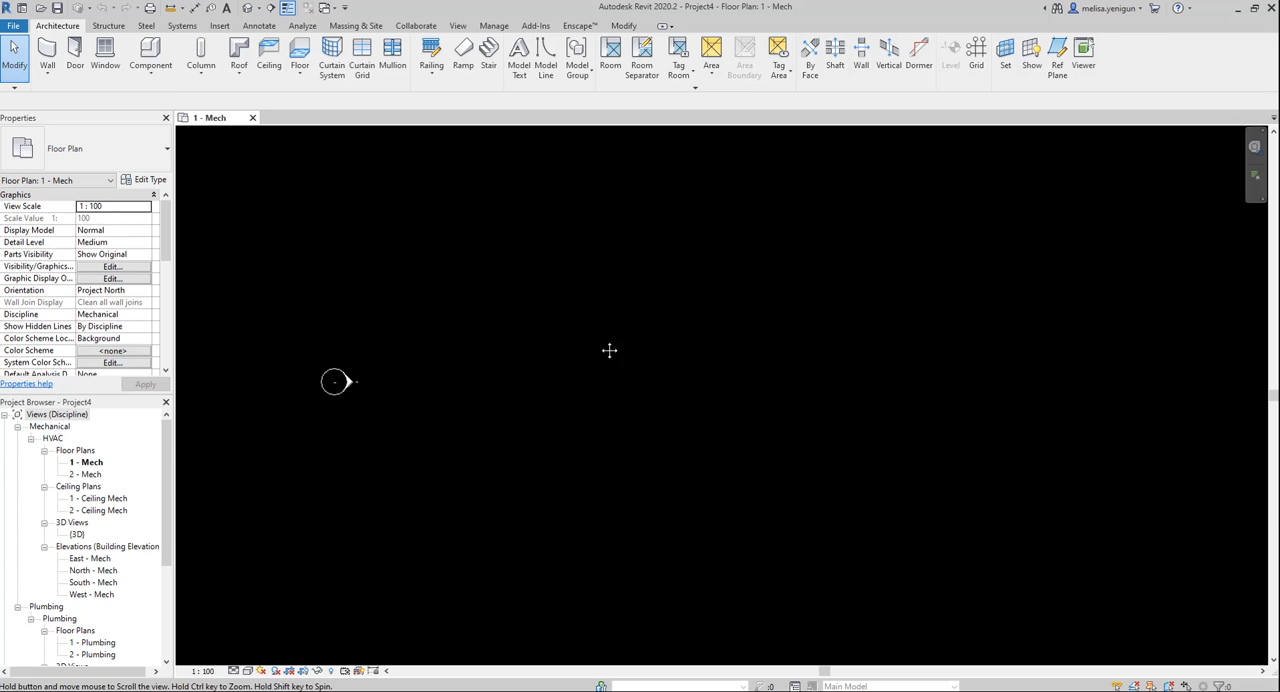 Autodesk Revit 2020.2 - Project4 - Floor Plan: 1 - Mech
melisa.yenigun
File Architecture Structure Steel Systems Insert Annotate Analyze Massing & Site Collaborate View Manage Add-Ins Enscape™ Modify
Modify Wall Door Window Component Column Roof Ceiling Floor Curtain System Curtain Grid Mullion Railing Ramp Stair Model Text Model Line Model Group Room Room Separator Tag Room Area Area Boundary Tag Area By Face Shaft Wall Vertical Dormer Level Grid Set Show Ref Plane Viewer
Properties
1 - Mech
Floor Plan
Floor Plan: 1 - Mech Edit Type
Graphics
View Scale 1 : 100
Scale Value 1: 100
Display Model Normal
Detail Level Medium
Parts Visibility Show Original
Visibility/Graphics... Edit...
Graphic Display O... Edit...
Orientation Project North
Wall Join Display Clean all wall joins
Discipline Mechanical
Show Hidden Lines By Discipline
Color Scheme Loc... Background
Color Scheme <none>
System Color Sch... Edit...
Default Analysis D... None
Properties help Apply
Project Browser - Project4
Views (Discipline)
Mechanical
HVAC
Floor Plans
1 - Mech
2 - Mech
Ceiling Plans
1 - Ceiling Mech
2 - Ceiling Mech
3D Views
{3D}
Elevations (Building Elevation
East - Mech
North - Mech
South - Mech
West - Mech
Plumbing
Plumbing
Floor Plans
1 - Plumbing
2 - Plumbing
3D Views
1 : 100
Hold button and move mouse to Scroll the view. Hold Ctrl key to Zoom. Hold Shift key to Spin.
:0 Main Model :0